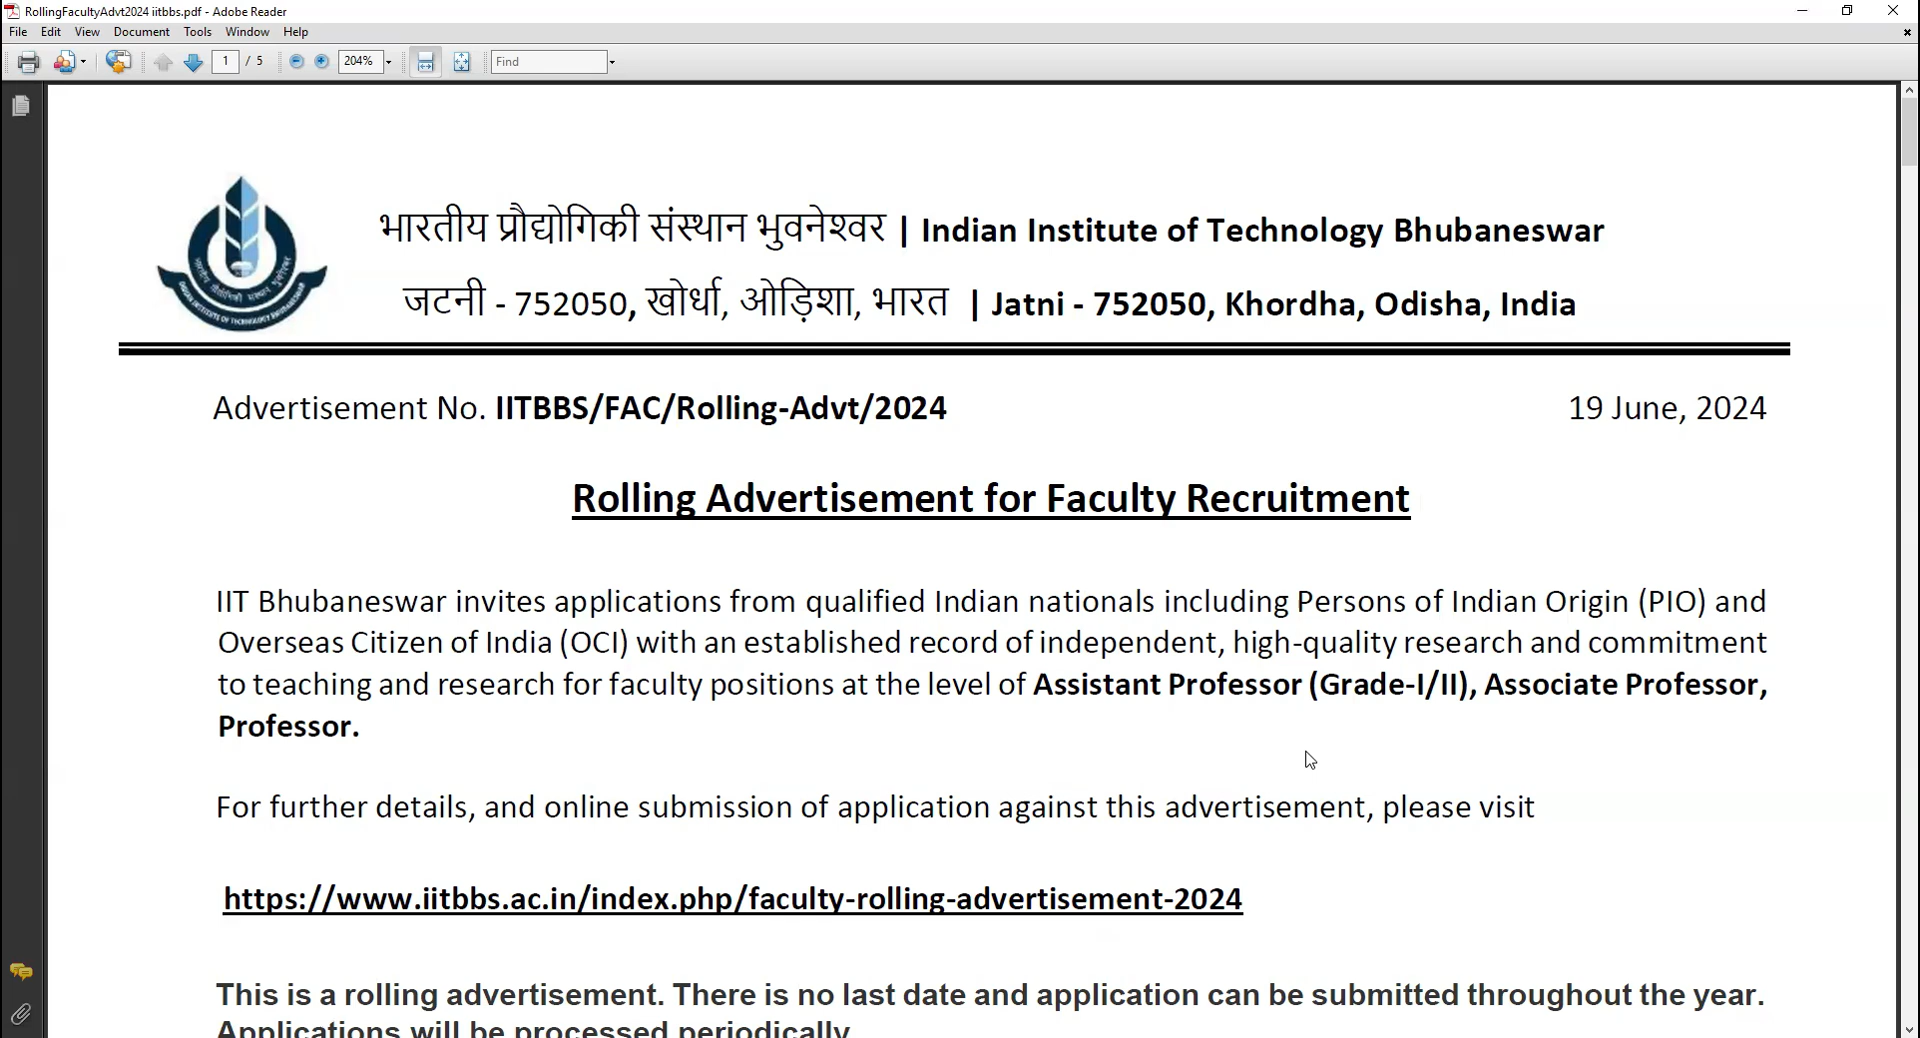 RollingFacultyAdvt2024 iitbbs.pdf - Adobe Reader
File Edit View Document Tools Window Help
1 / 5 204% Find
भारतीय प्रौद्योगिकी संस्थान भुवनेश्वर | Indian Institute of Technology Bhubaneswar
जटनी - 752050, खोर्धा, ओड़िशा, भारत | Jatni - 752050, Khordha, Odisha, India
Advertisement No. IITBBS/FAC/Rolling-Advt/2024 19 June, 2024
Rolling Advertisement for Faculty Recruitment
IIT Bhubaneswar invites applications from qualified Indian nationals including Persons of Indian Origin (PIO) and
Overseas Citizen of India (OCI) with an established record of independent, high-quality research and commitment
to teaching and research for faculty positions at the level of Assistant Professor (Grade-I/II), Associate Professor,
Professor.
For further details, and online submission of application against this advertisement, please visit
https://www.iitbbs.ac.in/index.php/faculty-rolling-advertisement-2024
This is a rolling advertisement. There is no last date and application can be submitted throughout the year.
Applications will be processed periodically